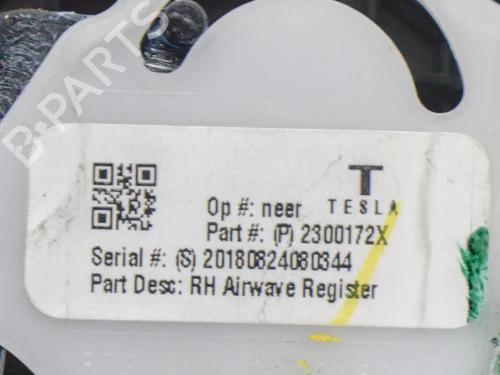 B-PARTS
T
TESLA
Op #: neer
Part #: (P) 2300172X
Serial #: (S) 20180824080344
Part Desc: RH Airwave Register